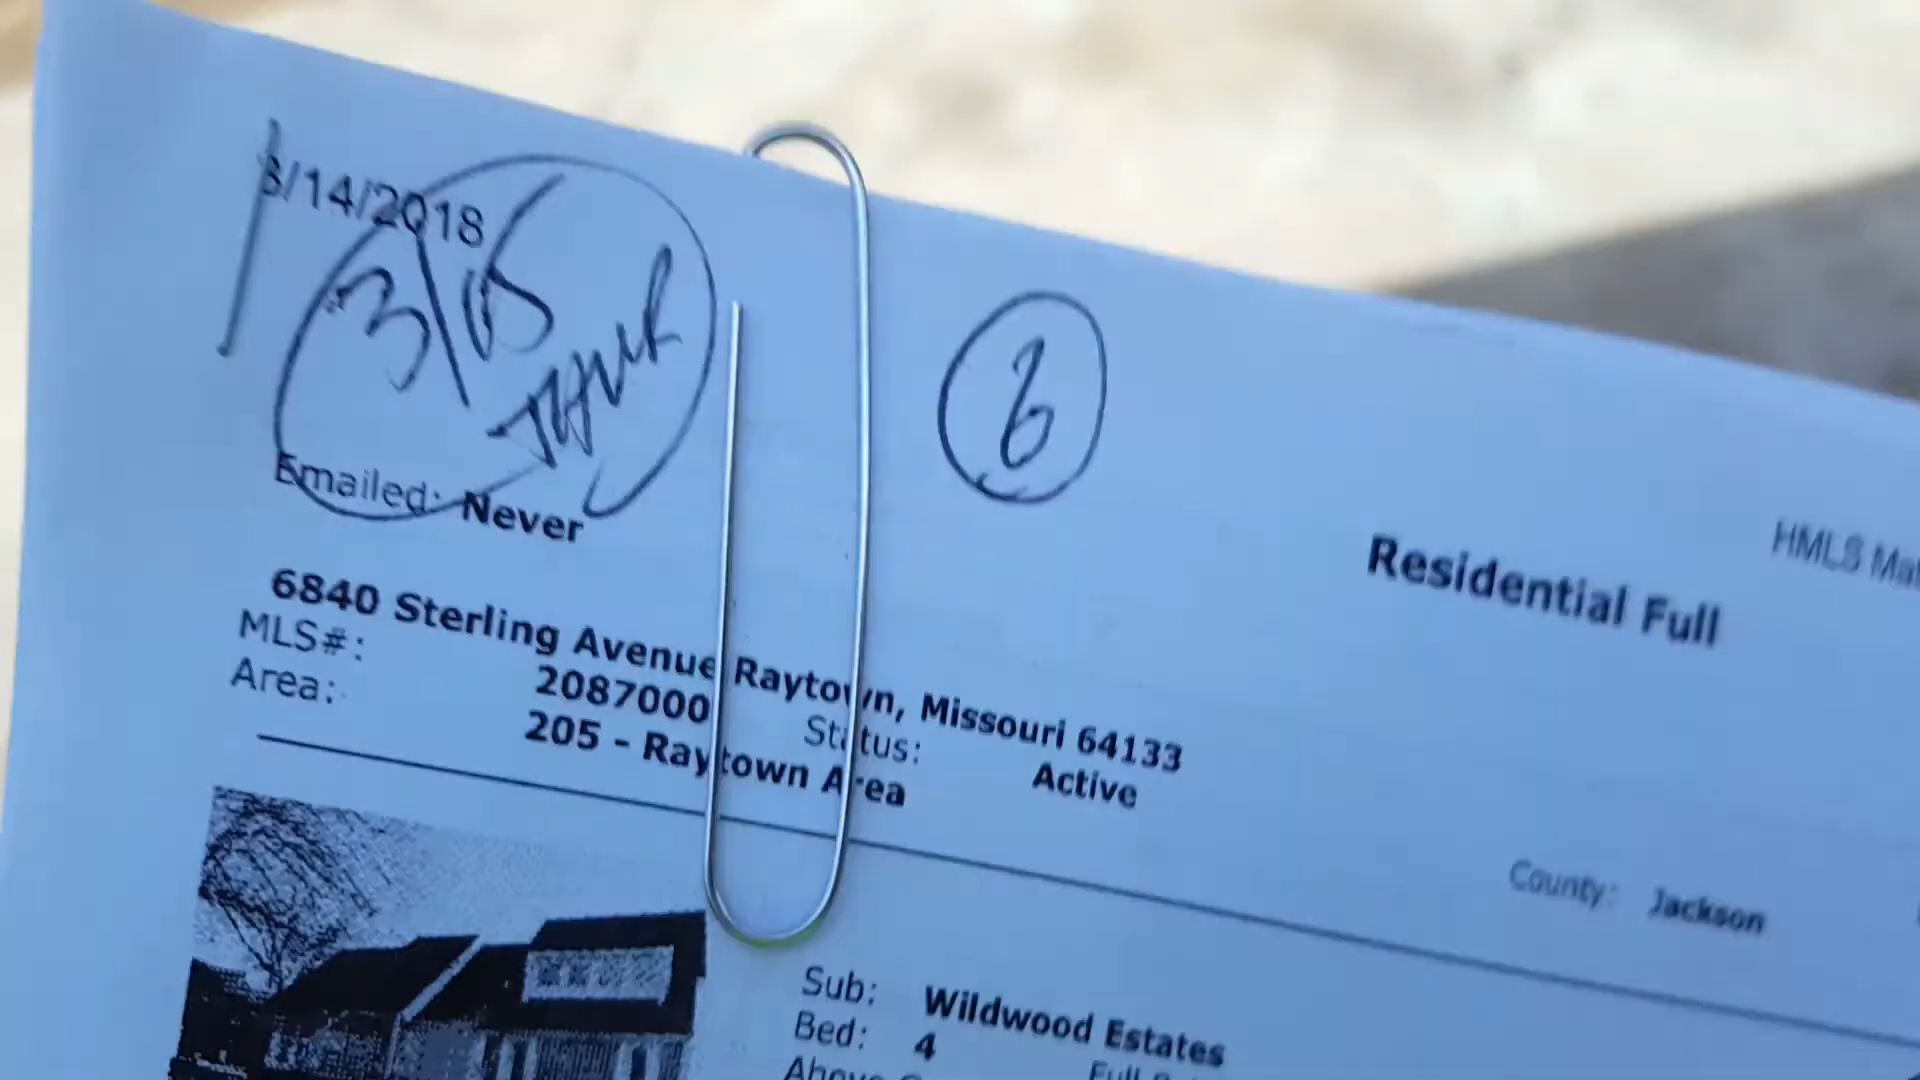 3/14/2018
3/15
6
Emailed: Never
HMLS
Residential Full
6840 Sterling Avenue Raytown, Missouri 64133
MLS#: 2087000 Status: Active
Area: 205 - Raytown Area
County: Jackson
Sub: Wildwood Estates
Bed: 4